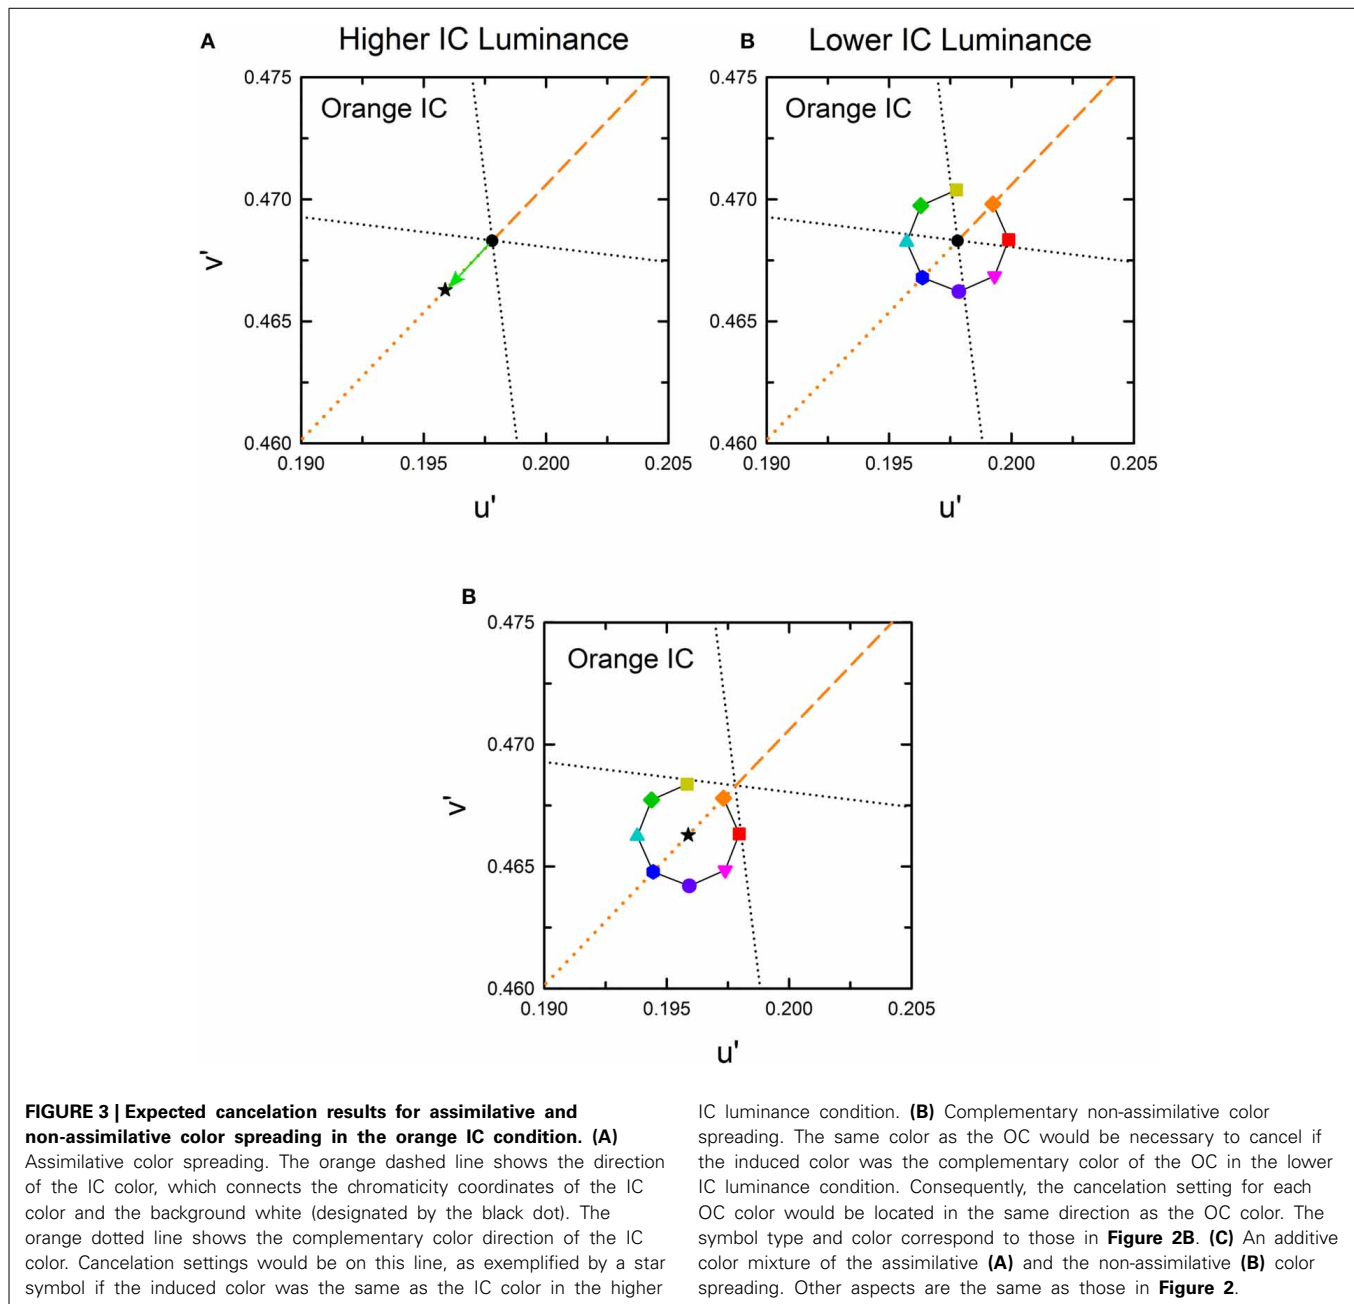 A
Higher IC Luminance
0.475
Orange IC
0.470
v'
0.465
0.460
0.190
0.195
0.200
0.205
u'
B
Lower IC Luminance
0.475
Orange IC
0.470
v'
0.465
0.460
0.190
0.195
0.200
0.205
u'
B
0.475
Orange IC
0.470
v'
0.465
0.460
0.190
0.195
0.200
0.205
u'
FIGURE 3 | Expected cancelation results for assimilative and
non-assimilative color spreading in the orange IC condition. (A)
Assimilative color spreading. The orange dashed line shows the direction
of the IC color, which connects the chromaticity coordinates of the IC
color and the background white (designated by the black dot). The
orange dotted line shows the complementary color direction of the IC
color. Cancelation settings would be on this line, as exemplified by a star
symbol if the induced color was the same as the IC color in the higher
IC luminance condition. (B) Complementary non-assimilative color
spreading. The same color as the OC would be necessary to cancel if
the induced color was the complementary color of the OC in the lower
IC luminance condition. Consequently, the cancelation setting for each
OC color would be located in the same direction as the OC color. The
symbol type and color correspond to those in Figure 2B. (C) An additive
color mixture of the assimilative (A) and the non-assimilative (B) color
spreading. Other aspects are the same as those in Figure 2.